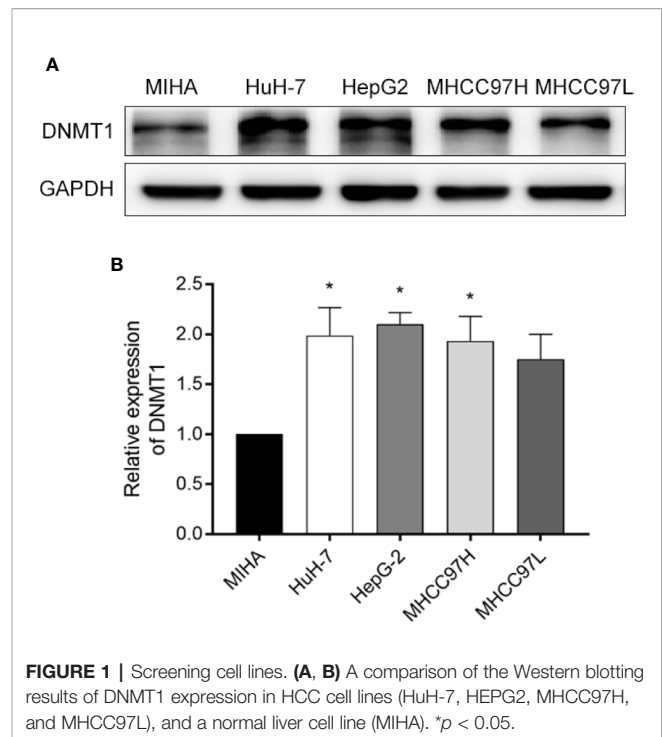 A
MIHA HuH-7 HepG2 MHCC97H MHCC97L
DNMT1
GAPDH
B
Relative expression
of DNMT1
2.5
2.0
1.5
1.0
0.5
0.0
* * *
MIHA
HuH-7
HepG-2
MHCC97H
MHCC97L
FIGURE 1 | Screening cell lines. (A, B) A comparison of the Western blotting
results of DNMT1 expression in HCC cell lines (HuH-7, HEPG2, MHCC97H,
and MHCC97L), and a normal liver cell line (MIHA). *p < 0.05.